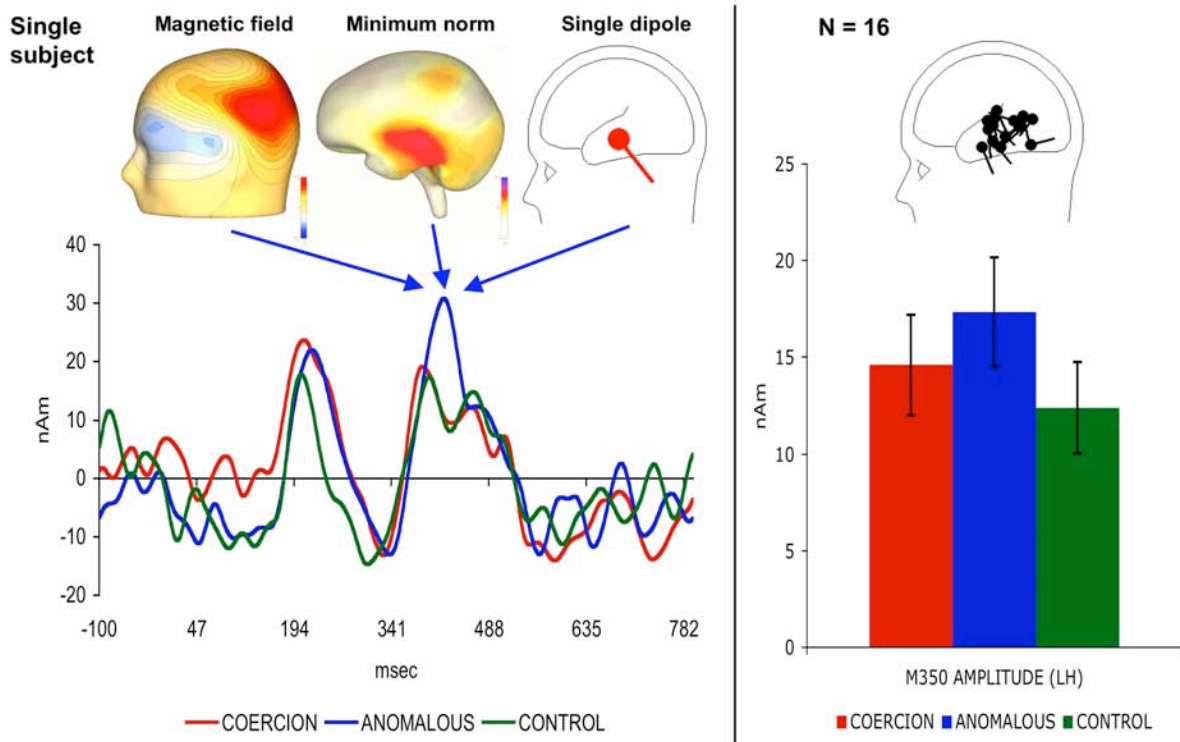 Single
subject
Magnetic field
Minimum norm
Single dipole
40
30
20
10
0
-10
-20
nAm
-100 47 194 341 488 635 782
msec
COERCION ANOMALOUS CONTROL
N = 16
25
20
15
10
5
0
nAm
M350 AMPLITUDE (LH)
COERCION ANOMALOUS CONTROL